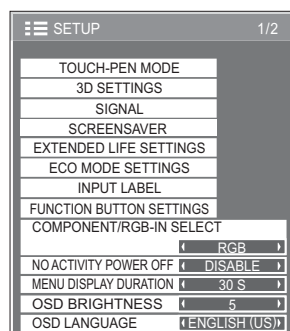 SETUP 1/2
TOUCH-PEN MODE
3D SETTINGS
SIGNAL
SCREENSAVER
EXTENDED LIFE SETTINGS
ECO MODE SETTINGS
INPUT LABEL
FUNCTION BUTTON SETTINGS
COMPONENT/RGB-IN SELECT
RGB
NO ACTIVITY POWER OFF DISABLE
MENU DISPLAY DURATION 30 S
OSD BRIGHTNESS 5
OSD LANGUAGE ENGLISH (US)